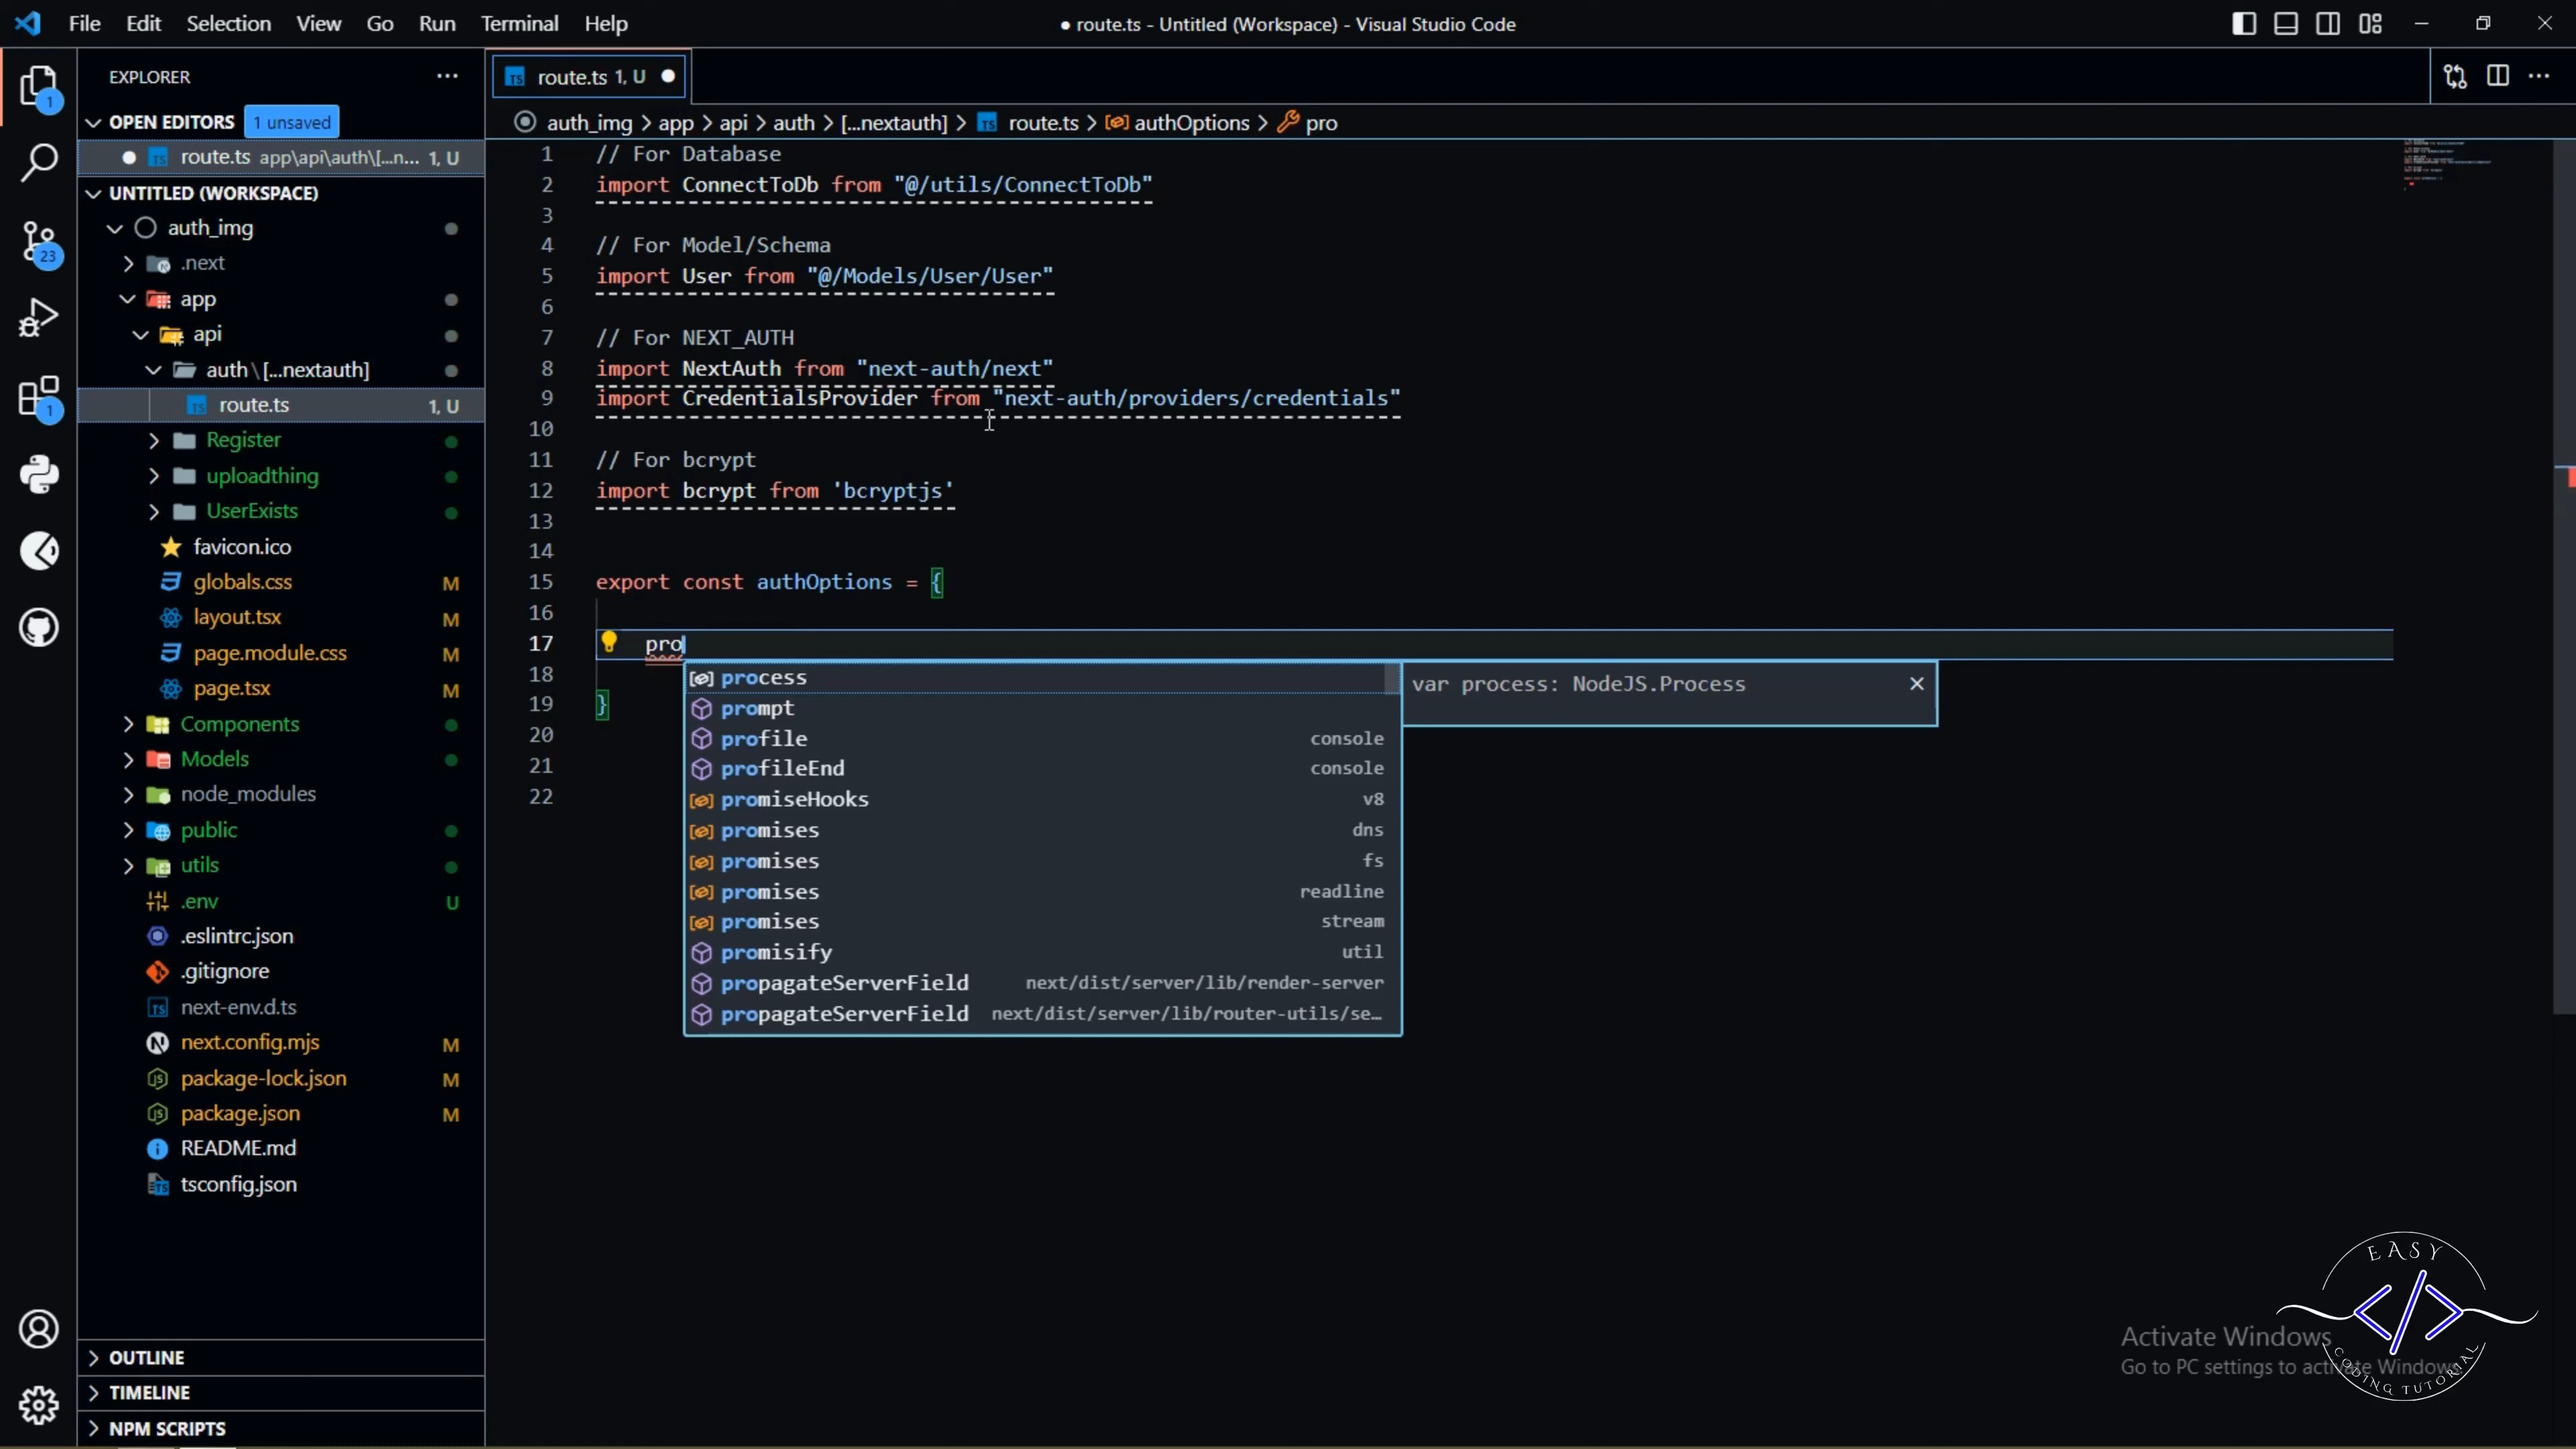 File Edit Selection View Go Run Terminal Help
● route.ts - Untitled (Workspace) - Visual Studio Code
EXPLORER
OPEN EDITORS 1 unsaved
route.ts app\api\auth\[...n... 1, U
UNTITLED (WORKSPACE)
auth_img
.next
app
api
auth\[...nextauth]
route.ts 1, U
Register
uploadthing
UserExists
favicon.ico
globals.css M
layout.tsx M
page.module.css M
page.tsx M
Components
Models
node_modules
public
utils
.env U
.eslintrc.json
.gitignore
next-env.d.ts
next.config.mjs M
package-lock.json M
package.json M
README.md
tsconfig.json
OUTLINE
TIMELINE
NPM SCRIPTS
1
23
1
route.ts 1, U
auth_img > app > api > auth > [...nextauth] > route.ts > authOptions > pro
1 // For Database
2 import ConnectToDb from "@/utils/ConnectToDb"
3
4 // For Model/Schema
5 import User from "@/Models/User/User"
6
7 // For NEXT_AUTH
8 import NextAuth from "next-auth/next"
9 import CredentialsProvider from "next-auth/providers/credentials"
10
11 // For bcrypt
12 import bcrypt from 'bcryptjs'
13
14
15 export const authOptions = {
16
17 pro
18
19 }
20
21
22
process
prompt
profile console
profileEnd console
promiseHooks v8
promises dns
promises fs
promises readline
promises stream
promisify util
propagateServerField next/dist/server/lib/render-server
propagateServerField next/dist/server/lib/router-utils/se...
var process: NodeJS.Process
Activate Windows
Go to PC settings to activate Windows.
EASY
CODING TUTORIAL